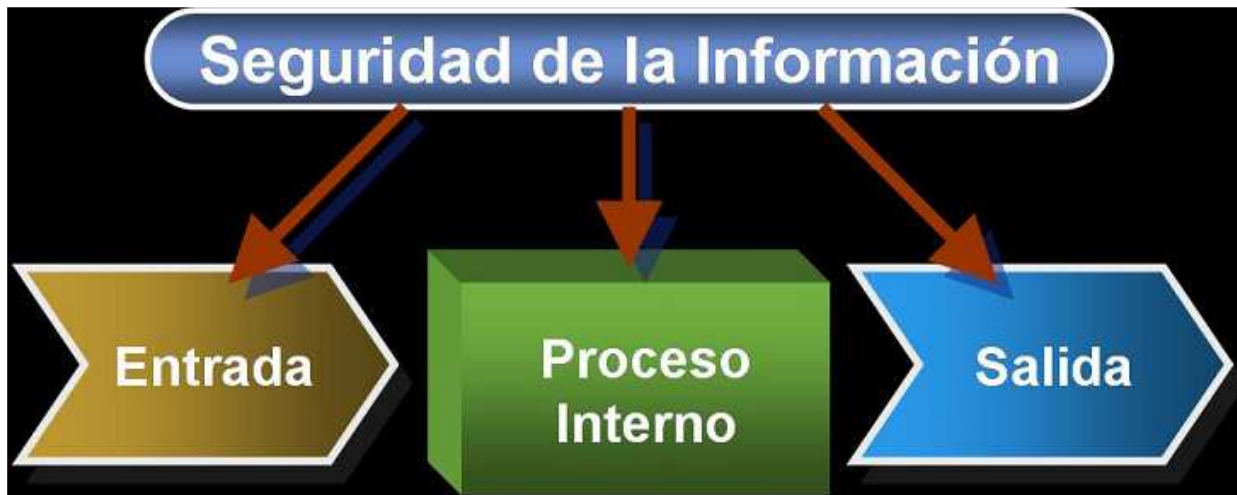 Seguridad de la Información
Entrada
Proceso
Interno
Salida